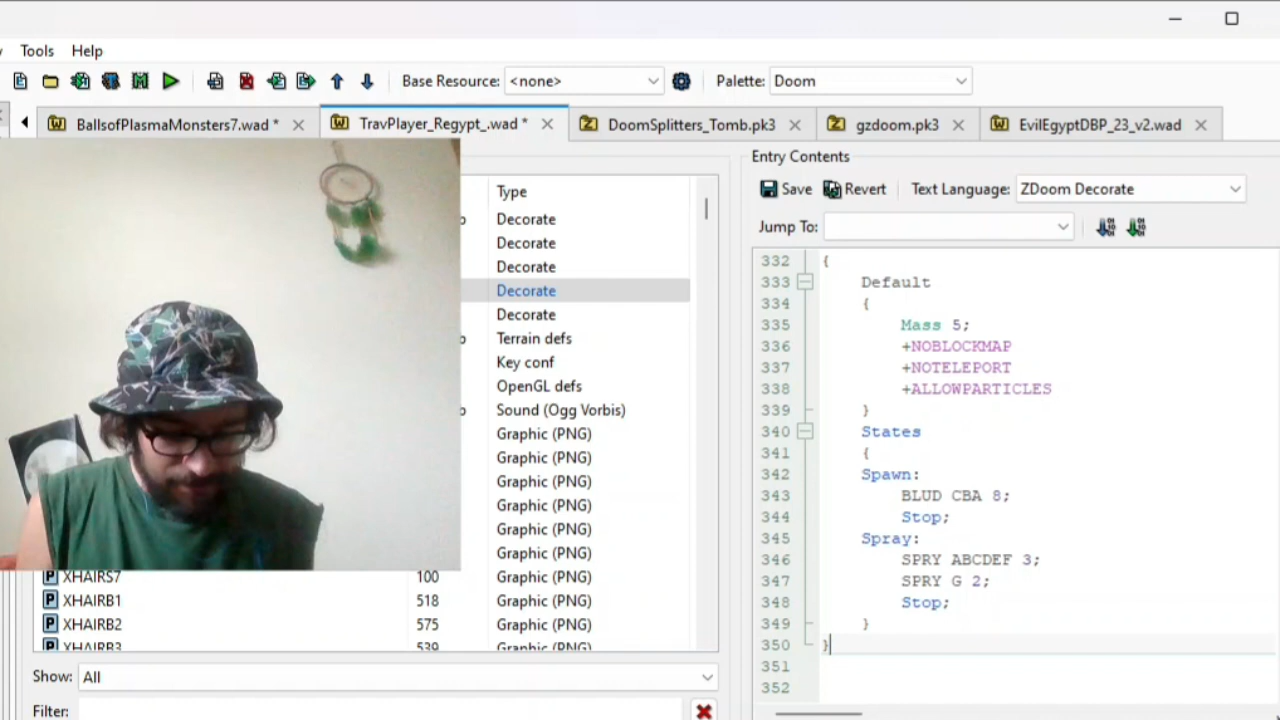 Tools Help
Base Resource: <none> Palette: Doom
BallsofPlasmaMonsters7.wad * TravPlayer_Regypt_.wad * DoomSplitters_Tomb.pk3 gzdoom.pk3 EvilEgyptDBP_23_v2.wad
Entry Contents
Type
Save Revert Text Language: ZDoom Decorate
Decorate
Jump To:
Decorate
Decorate
Decorate
Decorate
Terrain defs
Key conf
OpenGL defs
Sound (Ogg Vorbis)
Graphic (PNG)
Graphic (PNG)
Graphic (PNG)
Graphic (PNG)
Graphic (PNG)
Graphic (PNG)
XHAIRS7 100 Graphic (PNG)
XHAIRB1 518 Graphic (PNG)
XHAIRB2 575 Graphic (PNG)
XHAIRB3 539 Graphic (PNG)
Show: All
Filter:
332 {
333 Default
334 {
335 Mass 5;
336 +NOBLOCKMAP
337 +NOTELEPORT
338 +ALLOWPARTICLES
339 }
340 States
341 {
342 Spawn:
343 BLUD CBA 8;
344 Stop;
345 Spray:
346 SPRY ABCDEF 3;
347 SPRY G 2;
348 Stop;
349 }
350 }
351
352